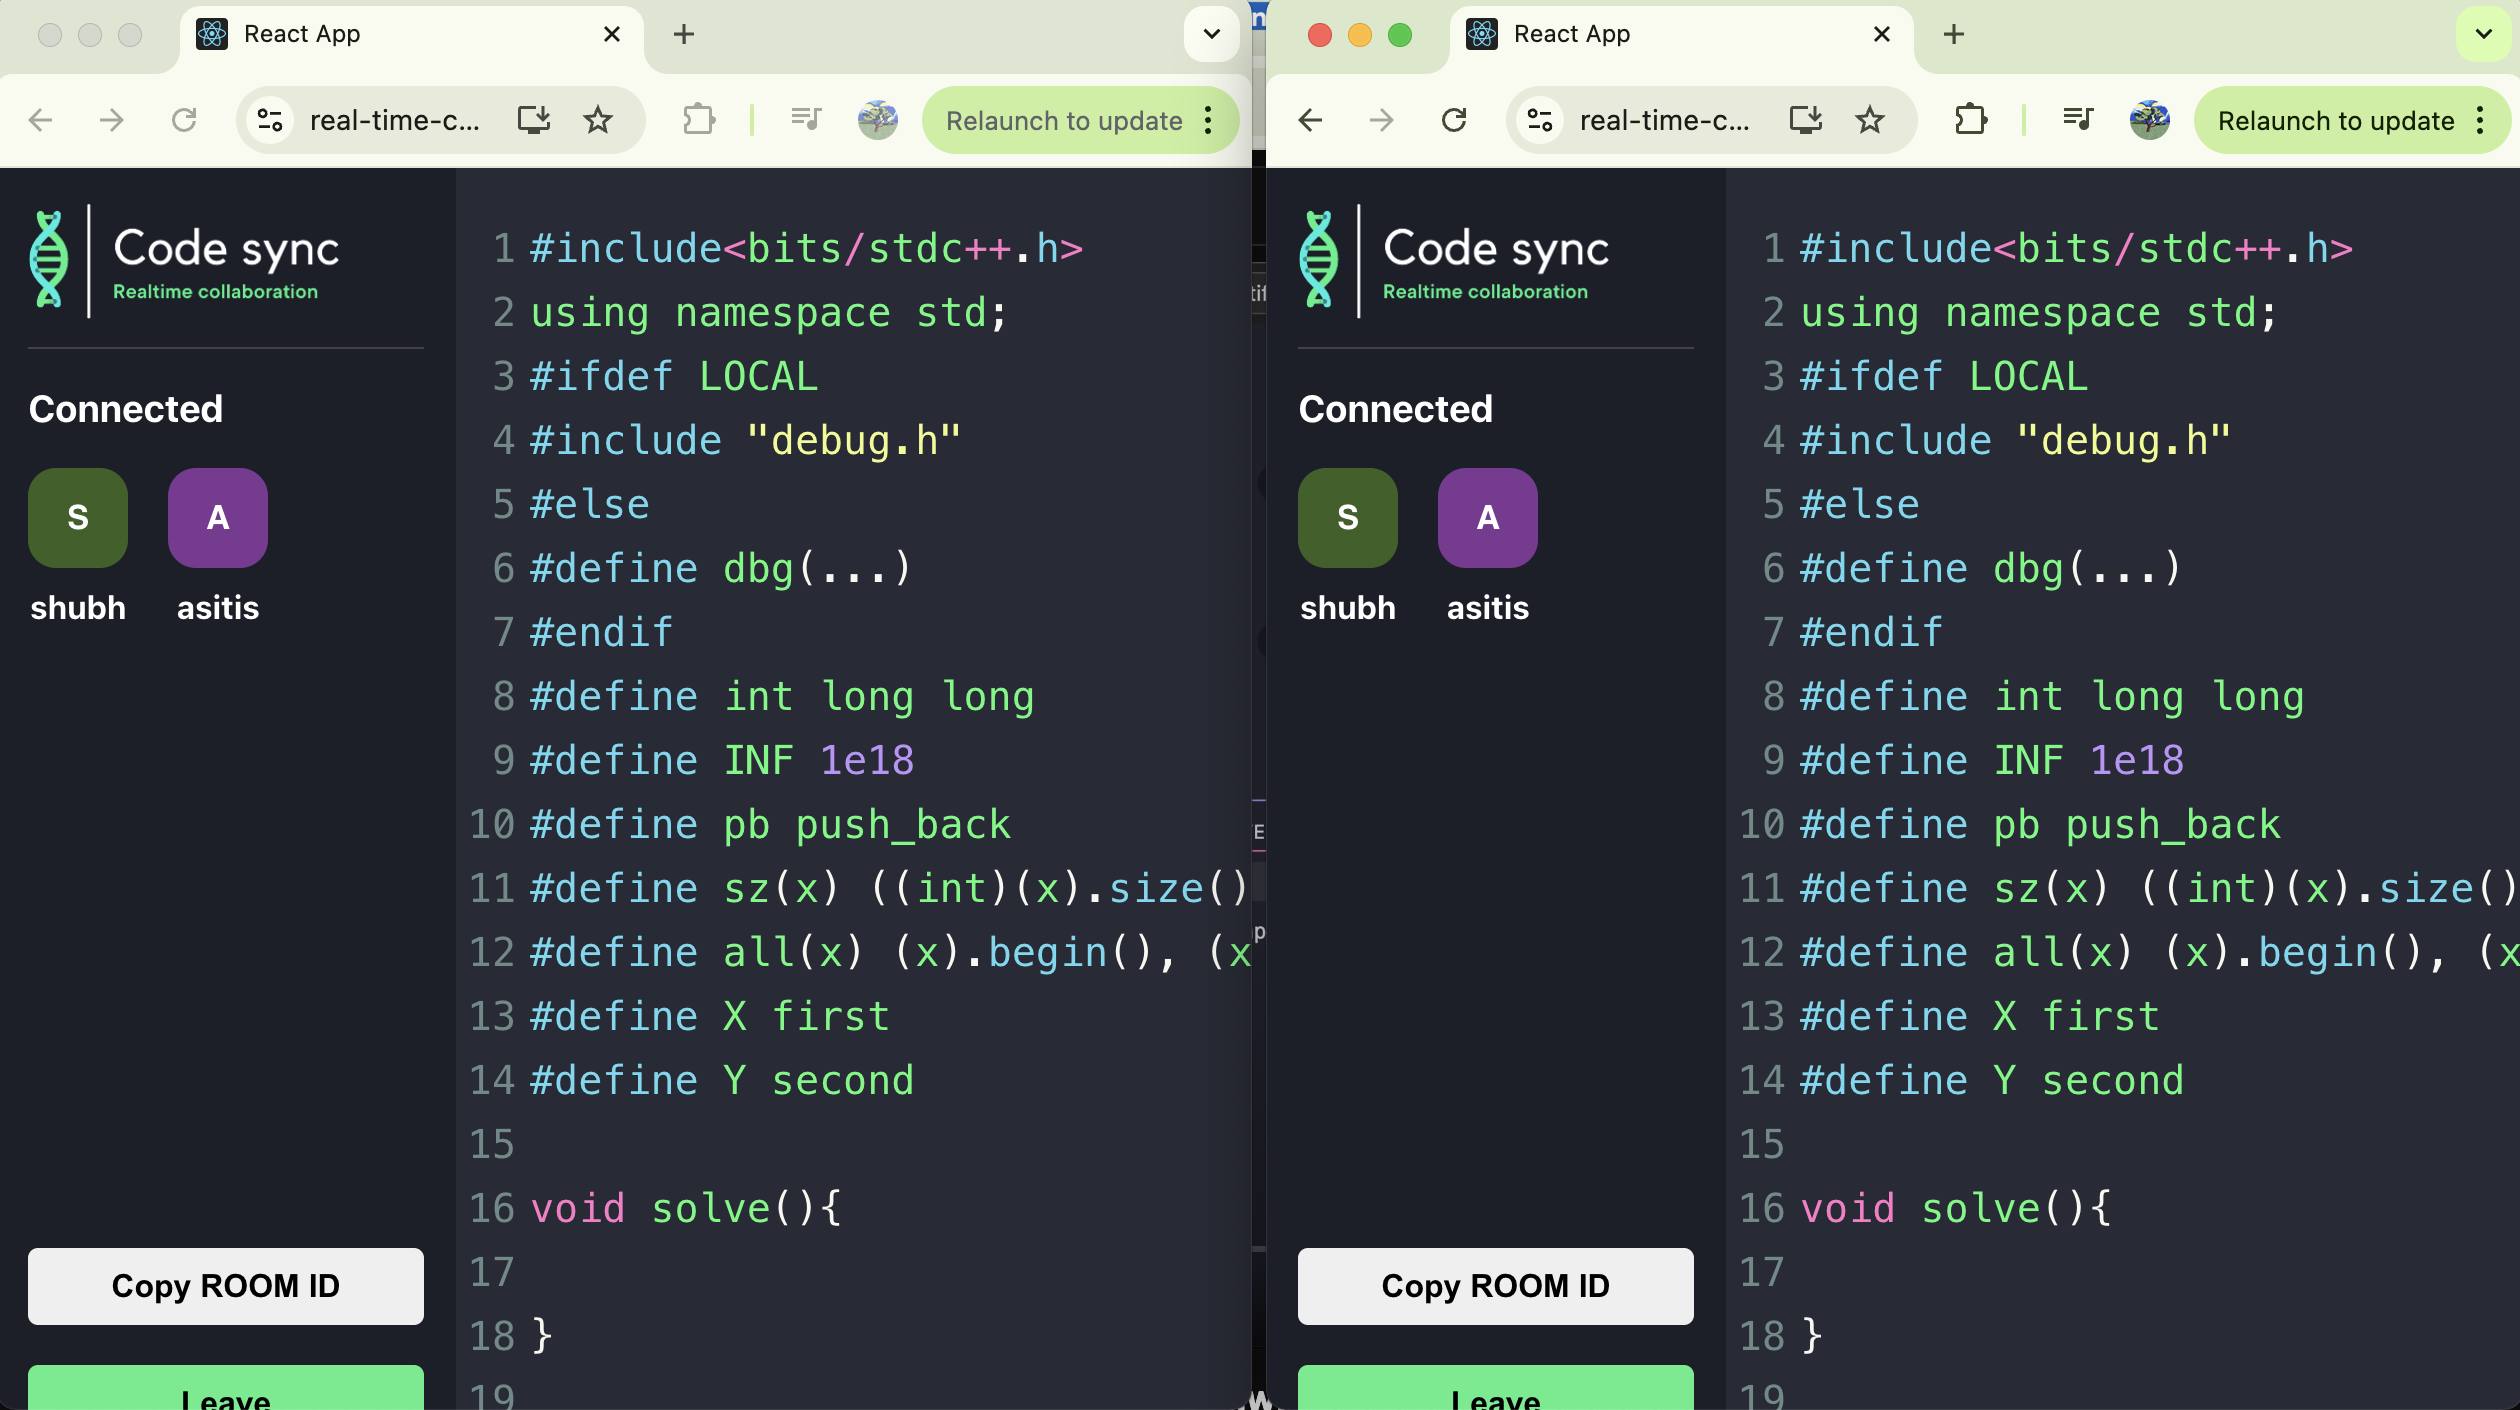 React App
real-time-c...
Relaunch to update
Code sync
Realtime collaboration
Connected
S
A
shubh
asitis
Copy ROOM ID
Leave
1 #include<bits/stdc++.h>
2 using namespace std;
3 #ifdef LOCAL
4 #include "debug.h"
5 #else
6 #define dbg(...)
7 #endif
8 #define int long long
9 #define INF 1e18
10 #define pb push_back
11 #define sz(x) ((int)(x).size()
12 #define all(x) (x).begin(), (x
13 #define X first
14 #define Y second
15
16 void solve(){
17
18 }
19
React App
real-time-c...
Relaunch to update
Code sync
Realtime collaboration
Connected
S
A
shubh
asitis
Copy ROOM ID
Leave
1 #include<bits/stdc++.h>
2 using namespace std;
3 #ifdef LOCAL
4 #include "debug.h"
5 #else
6 #define dbg(...)
7 #endif
8 #define int long long
9 #define INF 1e18
10 #define pb push_back
11 #define sz(x) ((int)(x).size()
12 #define all(x) (x).begin(), (x
13 #define X first
14 #define Y second
15
16 void solve(){
17
18 }
19